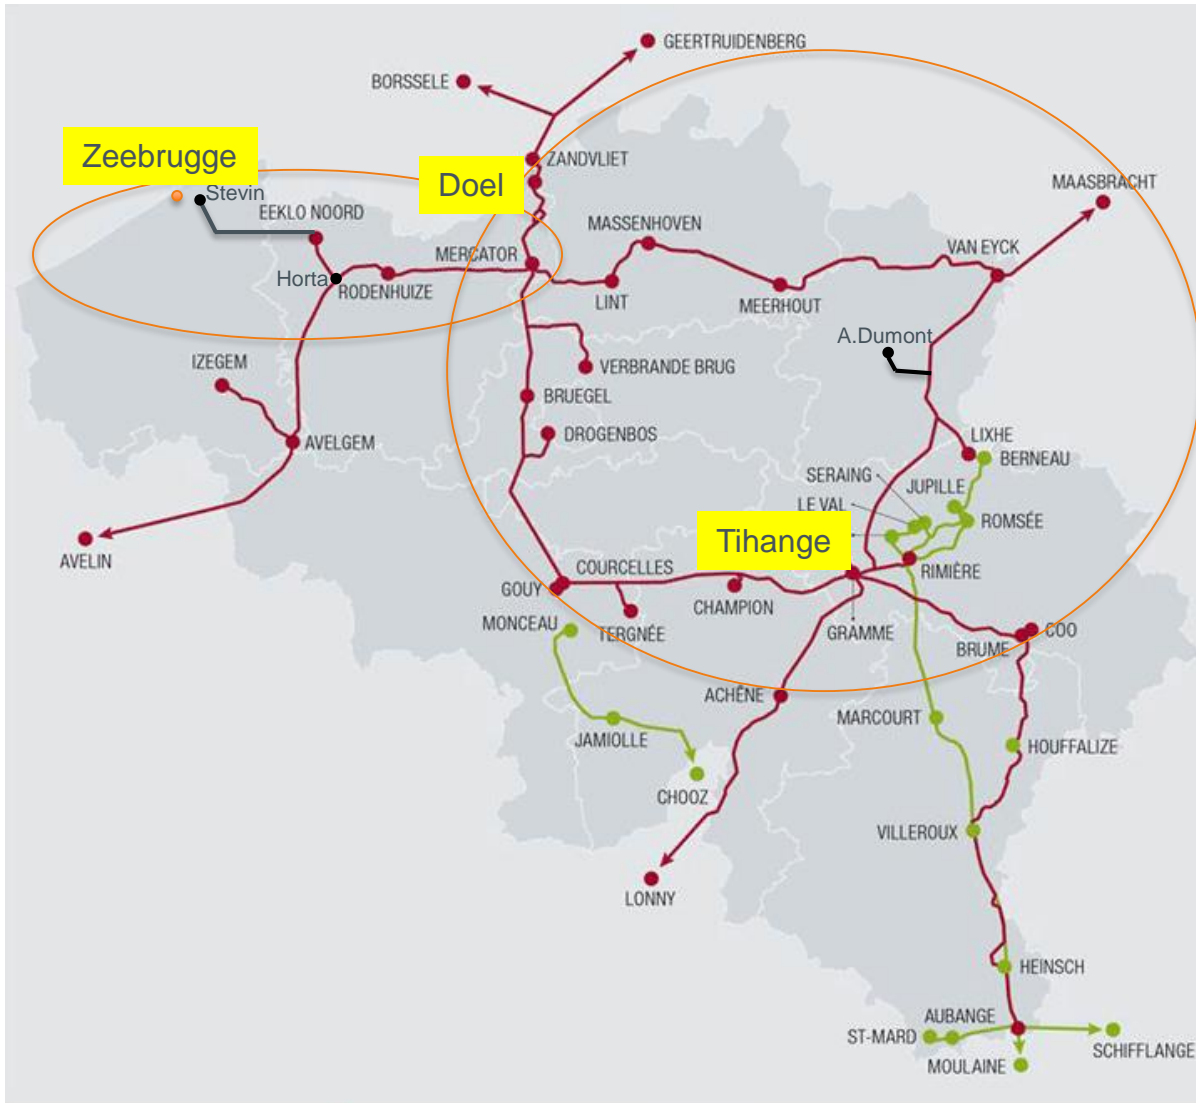 GEERTRUIDENBERG
BORSSELE
Zeebrugge
ZANDVLIET
Doel
MAASBRACHT
Stevin
EEKLO NOORD
MASSENHOVEN
VAN EYCK
MERCATOR
Horta
RODENHUIZE
LINT
MEERHOUT
A.Dumont
IZEGEM
VERBRANDE BRUG
BRUEGEL
AVELGEM
DROGENBOS
LIXHE
BERNEAU
SERAING
JUPILLE
LE VAL
ROMSÉE
Tihange
AVELIN
COURCELLES
RIMIÈRE
GOUY
CHAMPION
MONCEAU
TERGNÉE
GRAMME
COO
BRUME
ACHÊNE
MARCOURT
JAMIOLLE
HOUFFALIZE
CHOOZ
VILLEROUX
LONNY
HEINSCH
AUBANGE
ST-MARD
SCHIFFLANGE
MOULAINE